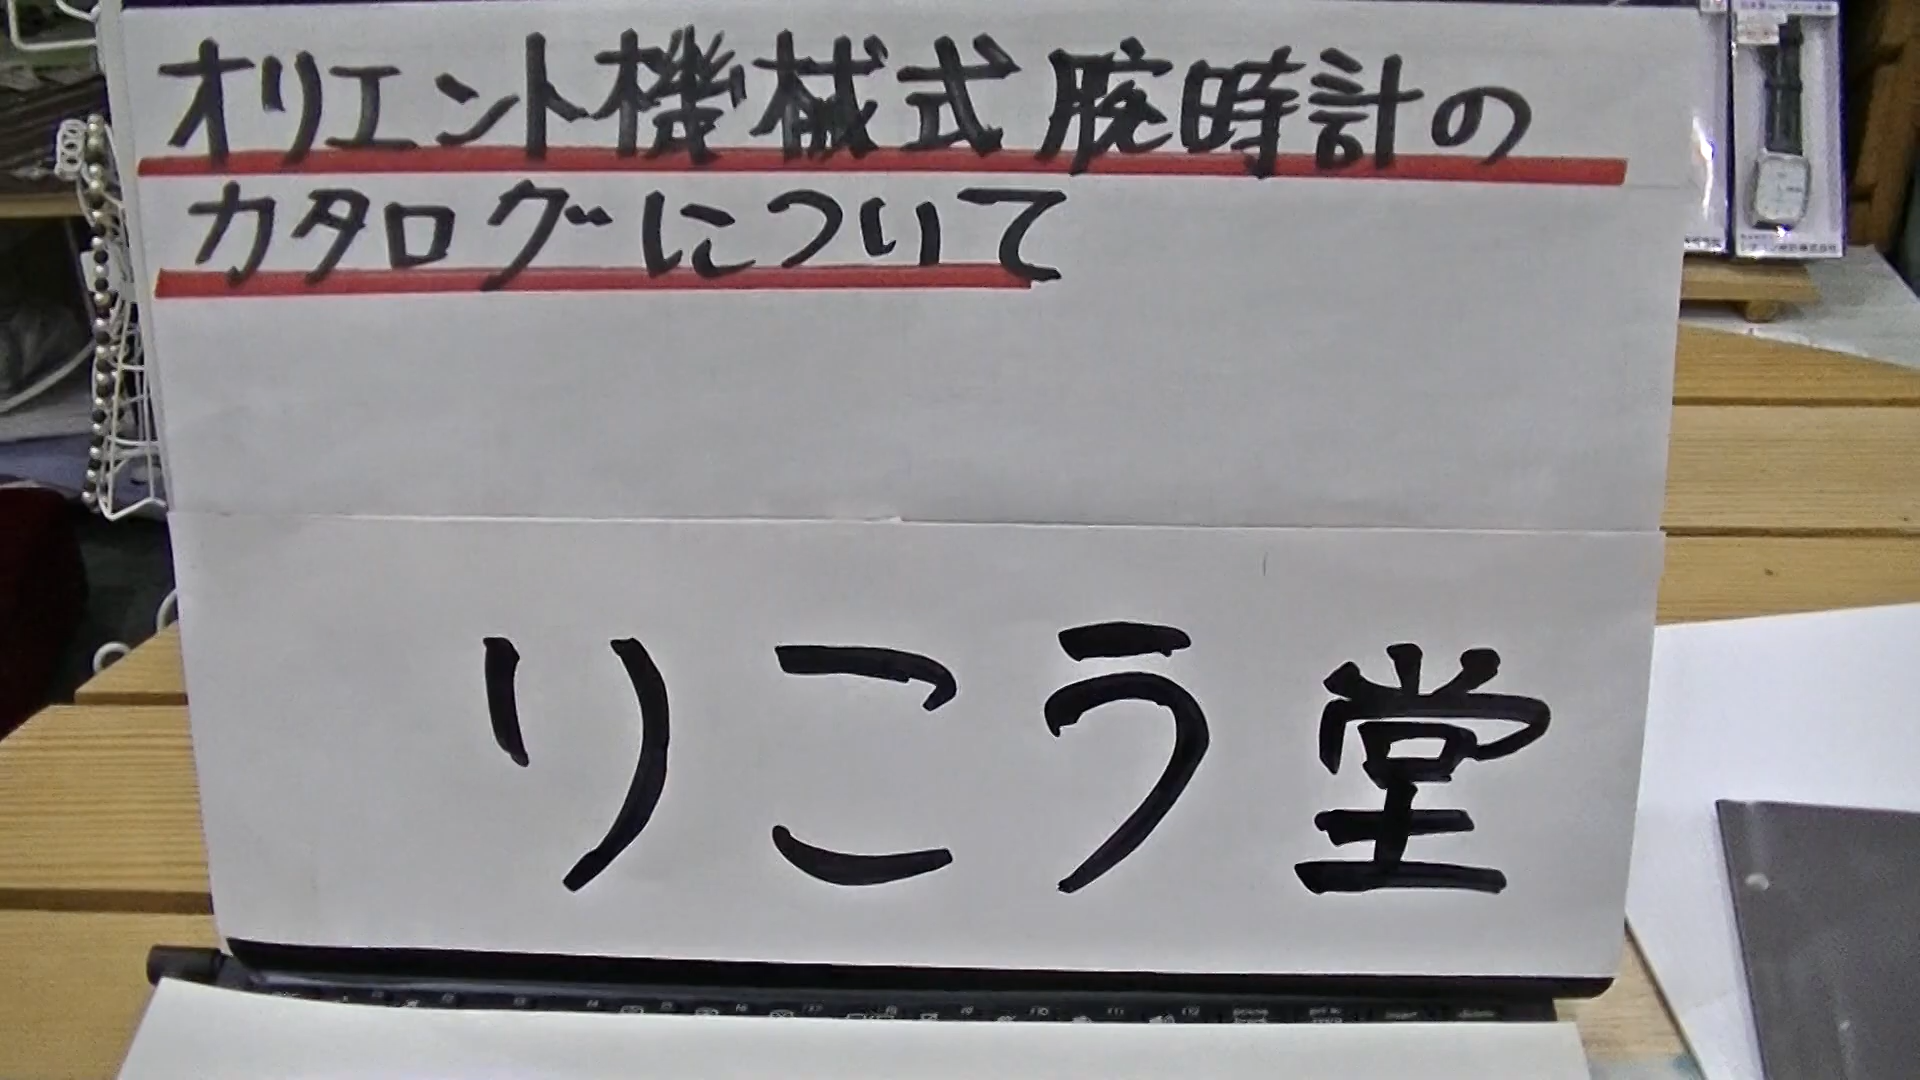 オリエント機械式腕時計の
カタログについて
りこう堂